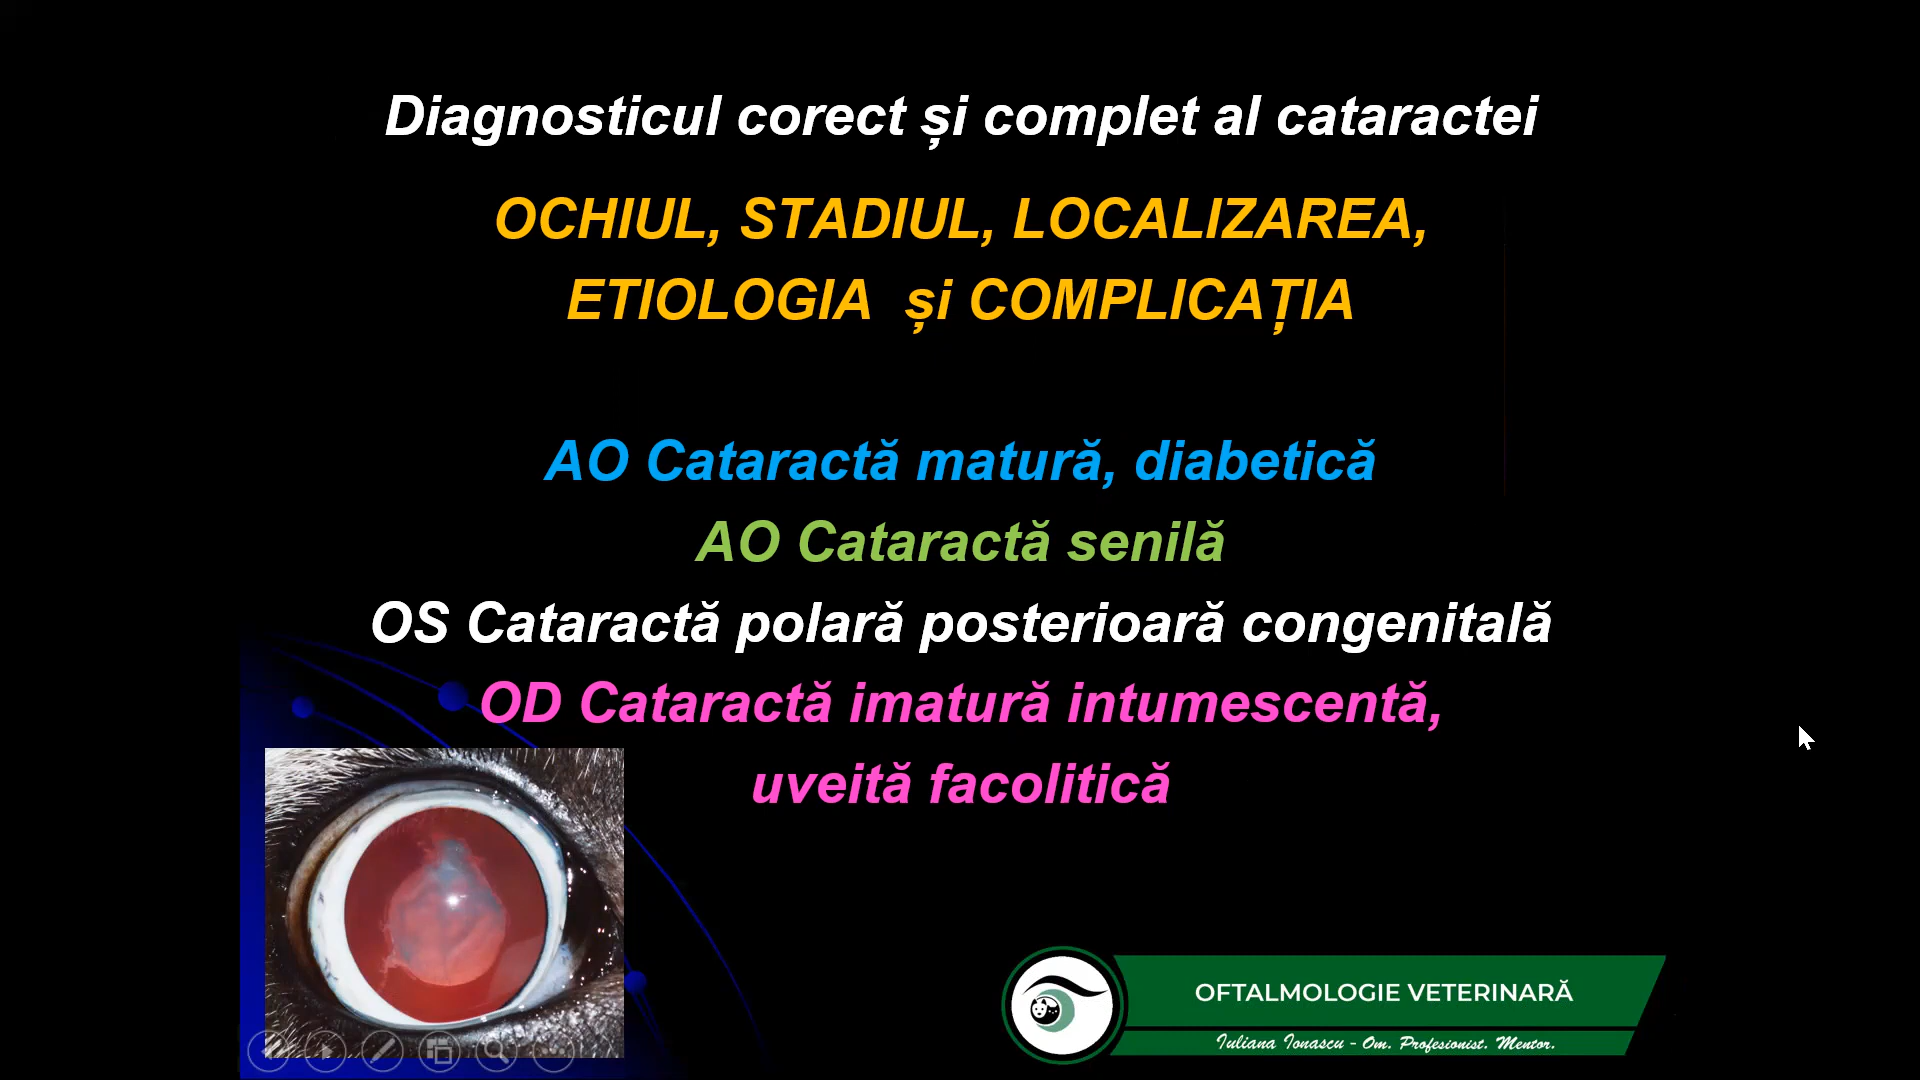 Diagnosticul corect și complet al cataractei
OCHIUL, STADIUL, LOCALIZAREA,
ETIOLOGIA și COMPLICAȚIA
AO Cataractă matură, diabetică
AO Cataractă senilă
OS Cataractă polară posterioară congenitală
OD Cataractă imatură intumescentă,
uveită facolitică
OFTALMOLOGIE VETERINARĂ
Iuliana Ionascu - Om. Profesionist. Mentor.